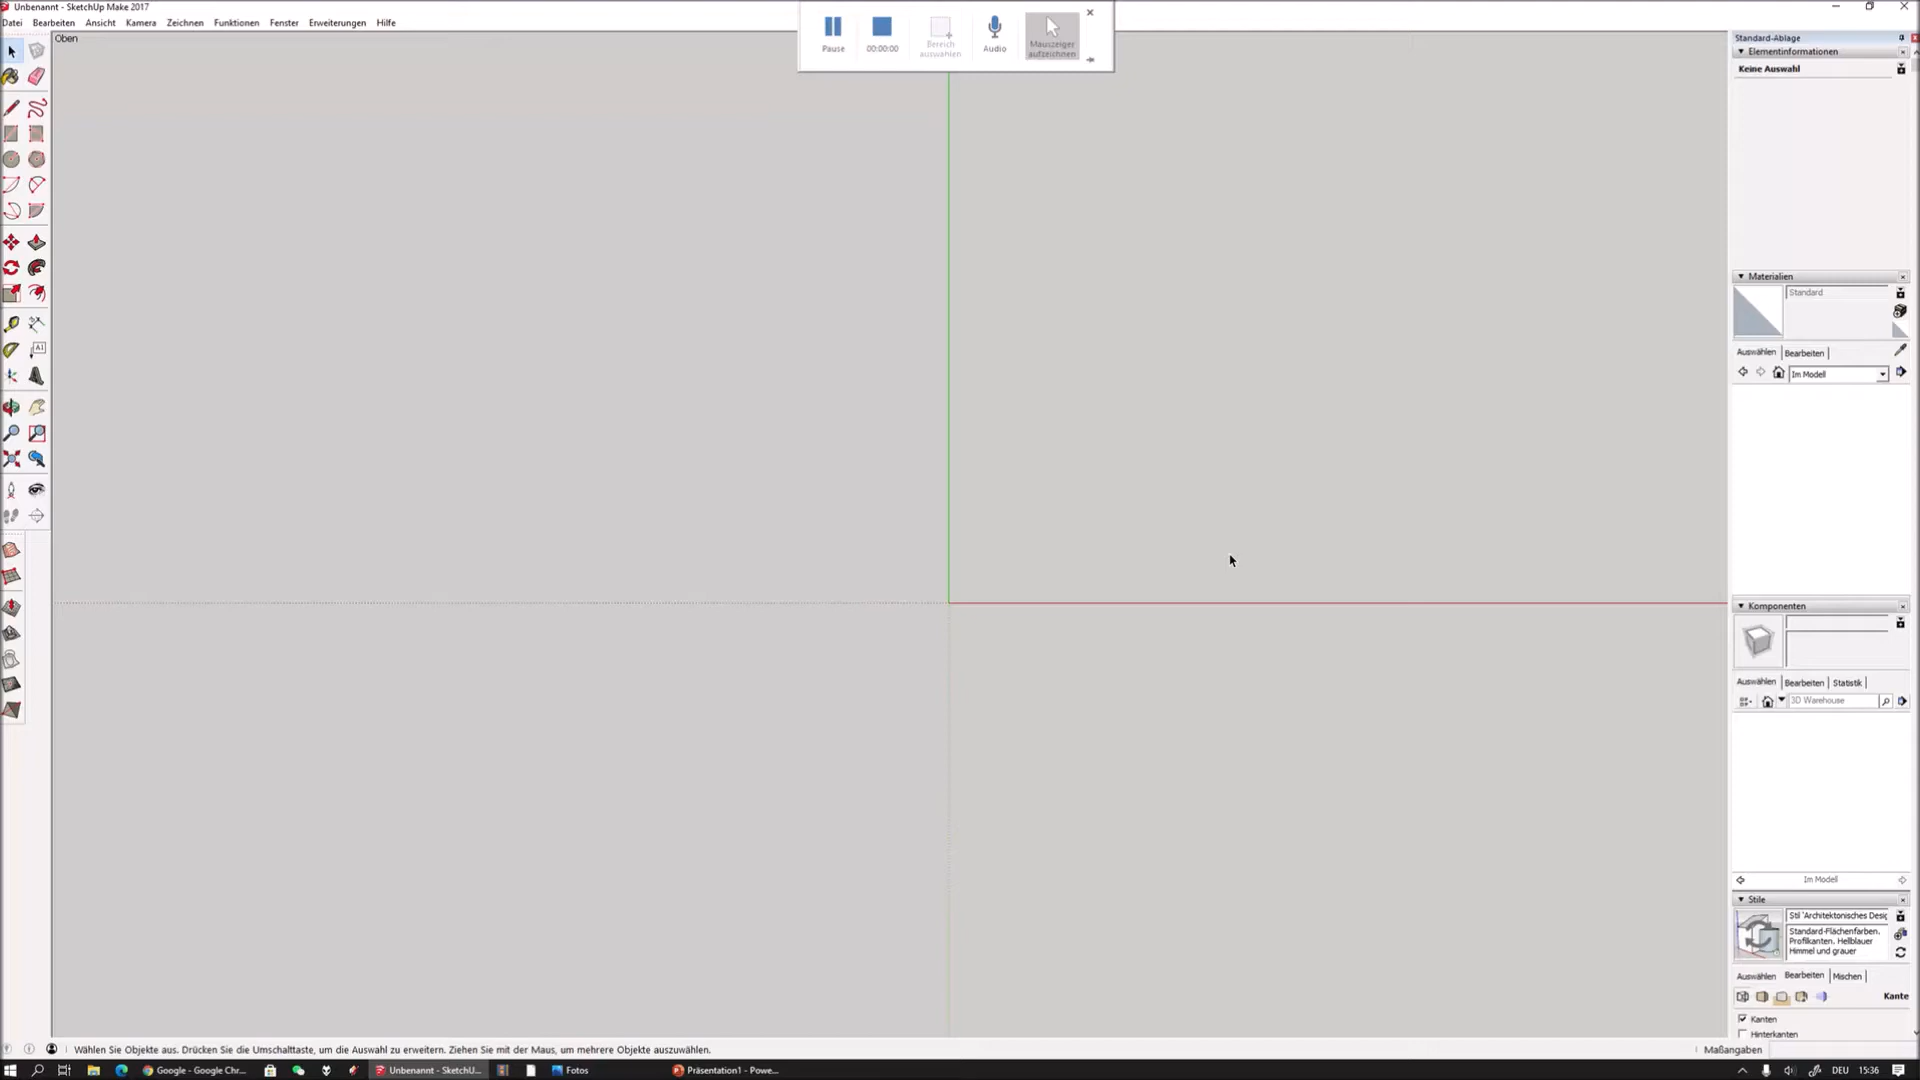 Unbenannt - SketchUp Make 2017
Datei Bearbeiten Ansicht Kamera Zeichnen Funktionen Fenster Erweiterungen Hilfe
Oben
Pause
00:00:00
Bereich auswählen
Audio
Mauszeiger aufzeichnen
Standard-Ablage
Elementinformationen
Keine Auswahl
Materialien
Standard
Auswählen Bearbeiten
Im Modell
Komponenten
Auswählen Bearbeiten Statistik
3D Warehouse
Im Modell
Stile
Stil 'Architektonisches Desig
Standard-Flächenfarben.
Profilkanten. Hellblauer
Himmel und grauer
Auswählen Bearbeiten Mischen
Kante
Kanten
Hinterkanten
Wählen Sie Objekte aus. Drücken Sie die Umschalttaste, um die Auswahl zu erweitern. Ziehen Sie mit der Maus, um mehrere Objekte auszuwählen.
Maßangaben
Google - Google Chr...
Unbenannt - SketchU...
Fotos
Präsentation1 - Powe...
DEU 15:36